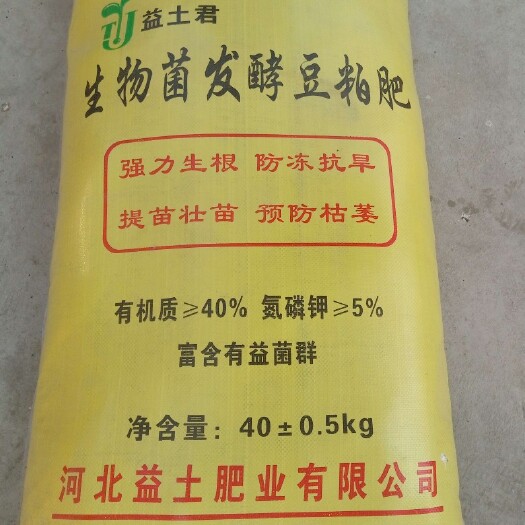 益土君
生物菌发酵豆粕肥
强力生根 防冻抗旱
提苗壮苗 预防枯萎
有机质≥40% 氮磷钾≥5%
富含有益菌群
净含量：40±0.5kg
河北益土肥业有限公司